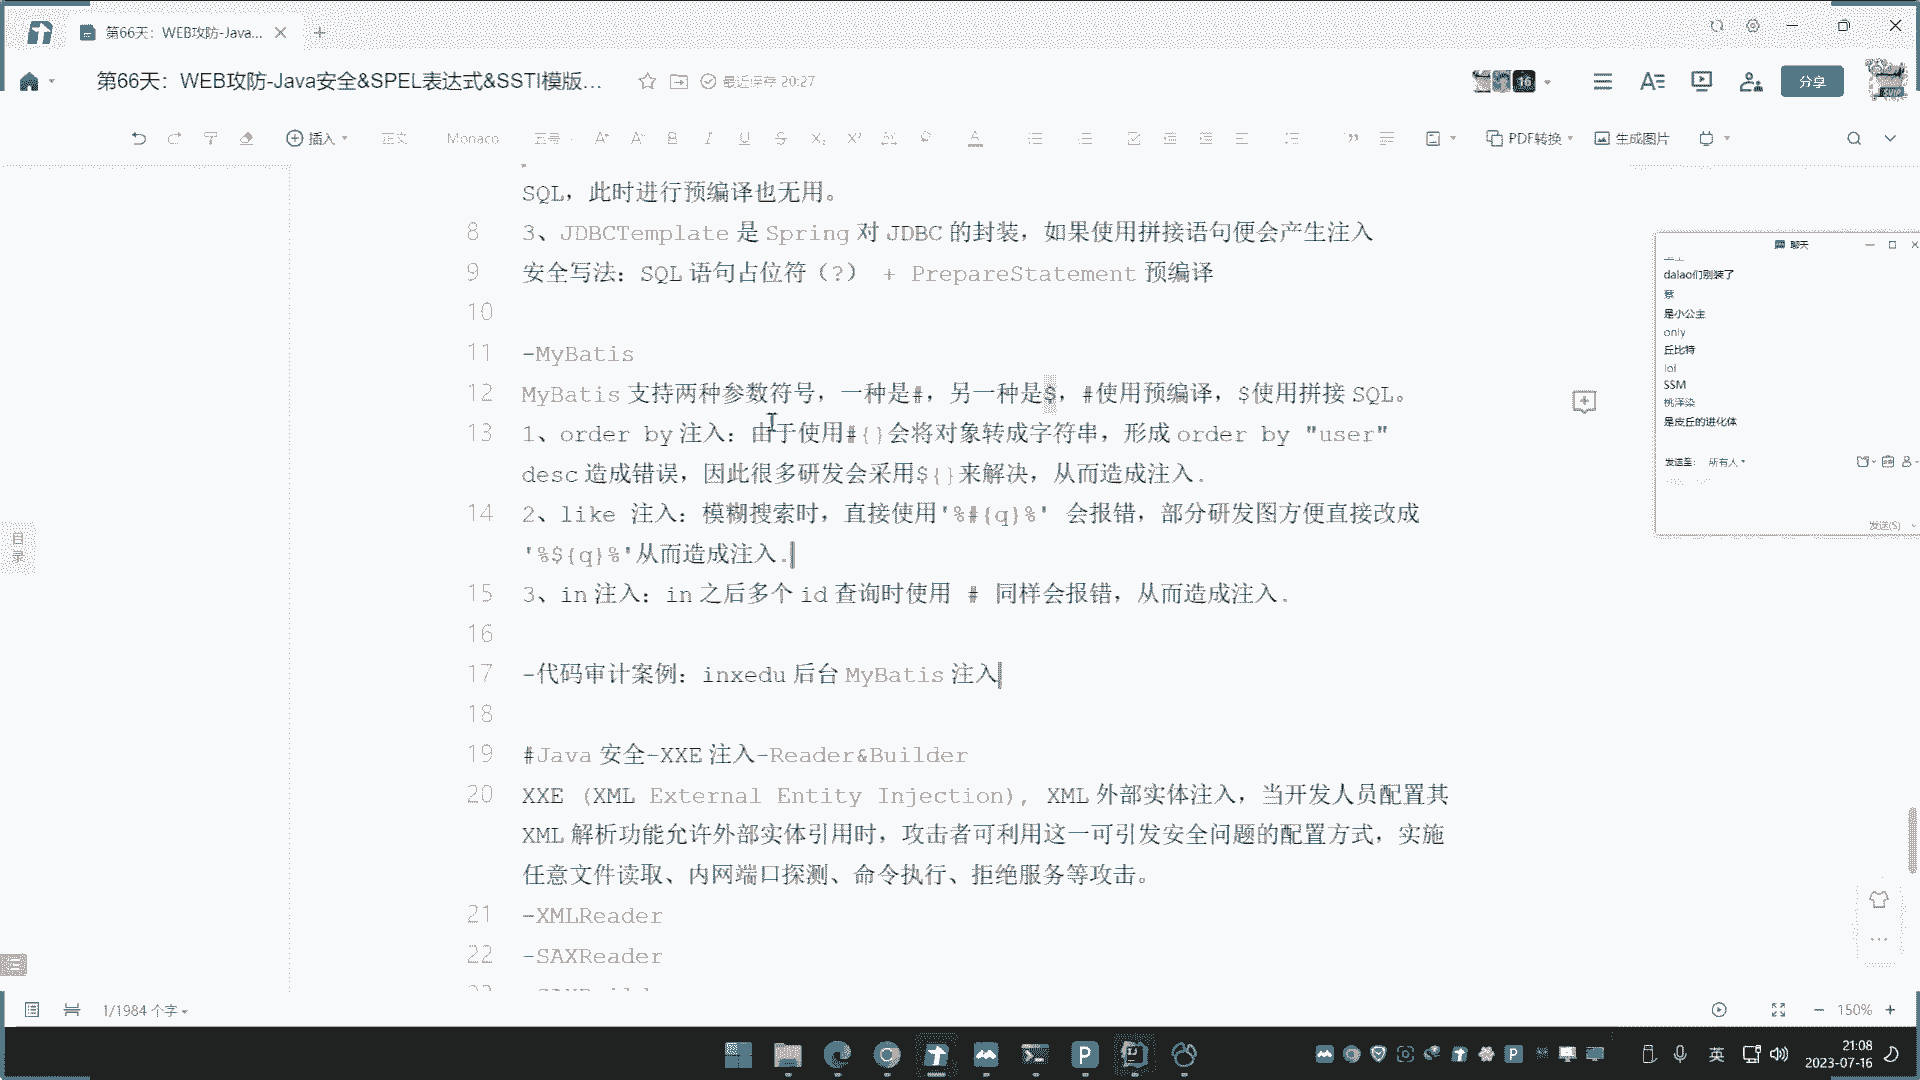 第66天：WEB攻防-Java...
第66天：WEB攻防-Java安全&SPEL表达式&SSTI模版...
最近保存 20:27
16
分享
SVIP
插入
正文
Monaco
三号
PDF转换
生成图片
SQL，此时进行预编译也无用。
8 3、JDBCTemplate 是 Spring 对 JDBC 的封装，如果使用拼接语句便会产生注入
9 安全写法：SQL 语句占位符（?） + PrepareStatement 预编译
10
11 -MyBatis
12 MyBatis 支持两种参数符号，一种是#，另一种是$，#使用预编译，$使用拼接 SQL。
13 1、order by 注入：由于使用#{}会将对象转成字符串，形成 order by "user"
desc 造成错误，因此很多研发会采用${}来解决，从而造成注入.
14 2、like 注入：模糊搜索时，直接使用'%#{q}%' 会报错，部分研发图方便直接改成
'%${q}%'从而造成注入.
15 3、in 注入：in 之后多个 id 查询时使用 # 同样会报错，从而造成注入.
16
17 -代码审计案例：inxedu 后台 MyBatis 注入
18
19 #Java 安全-XXE 注入-Reader&Builder
20 XXE (XML External Entity Injection), XML 外部实体注入，当开发人员配置其
XML 解析功能允许外部实体引用时，攻击者可利用这一可引发安全问题的配置方式，实施
任意文件读取、内网端口探测、命令执行、拒绝服务等攻击。
21 -XMLReader
22 -SAXReader
目录
聊天
dalao们别装了
蔡
是小公主
only
丘比特
lol
SSM
桃泽染
是皮丘的进化体
发送至： 所有人
发送(S)
1/1984 个字
150%
英
21:08
2023-07-16